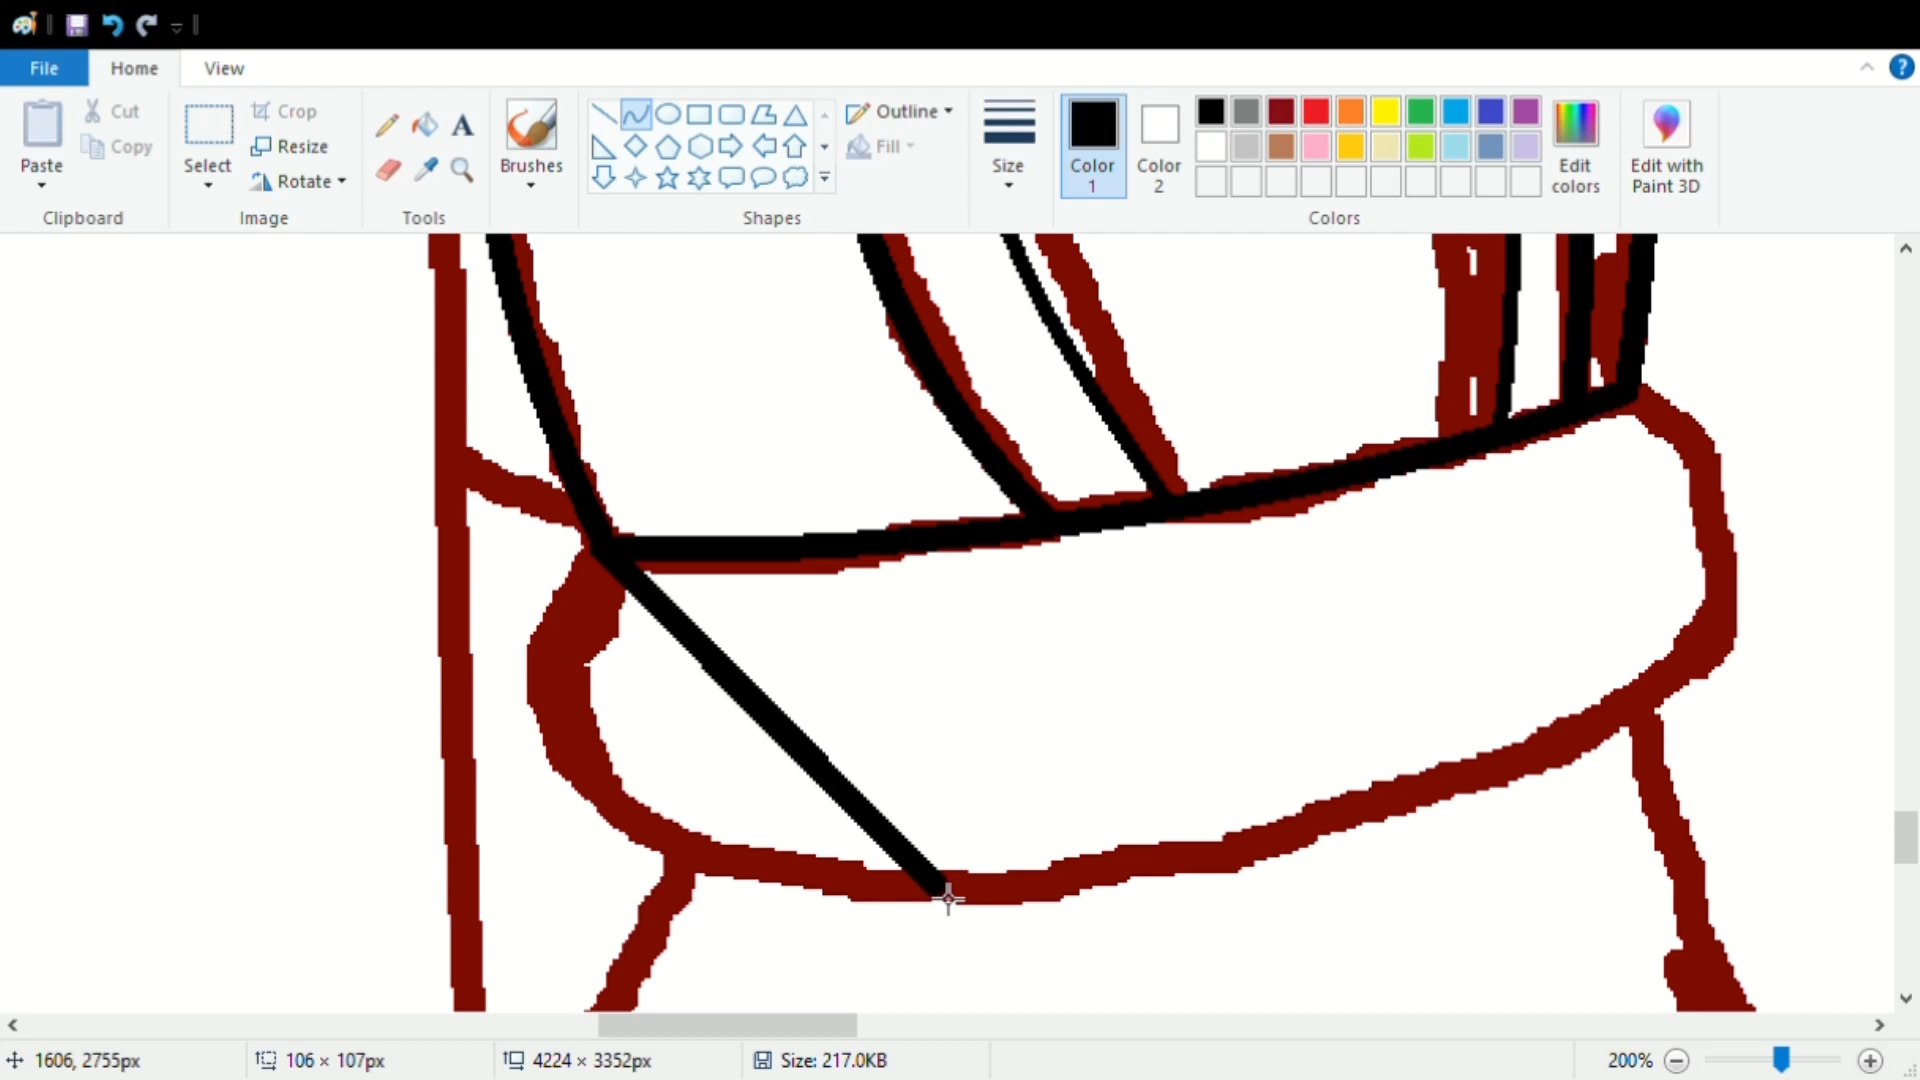 File Home View
Paste
Cut
Copy
Clipboard
Select
Crop
Resize
Rotate
Image
A
Tools
Brushes
Outline
Fill
Shapes
Size
Color
1
Color
2
Edit
colors
Colors
Edit with
Paint 3D
?
1606, 2755px
106 × 107px
4224 × 3352px
Size: 217.0KB
200%